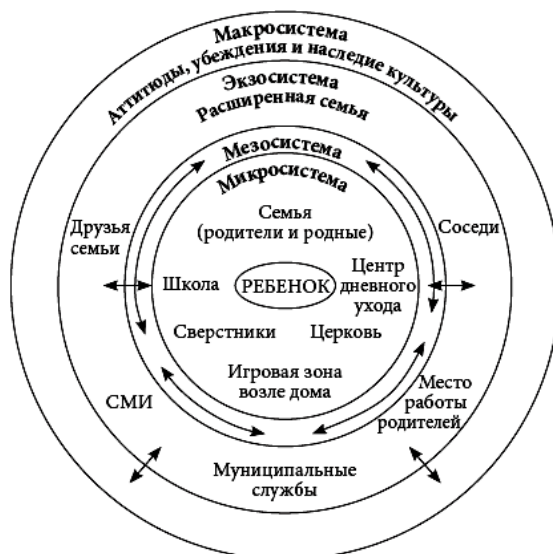 Макросистема
Аттитюды, убеждения и наследие культуры
Экзосистема
Расширенная семья
Мезосистема
Микросистема
Семья
(родители и родные)
Друзья
семьи
Соседи
Школа
РЕБЕНОК
Центр
дневного
ухода
Сверстники
Церковь
Игровая зона
возле дома
СМИ
Место
работы
родителей
Муниципальные
службы